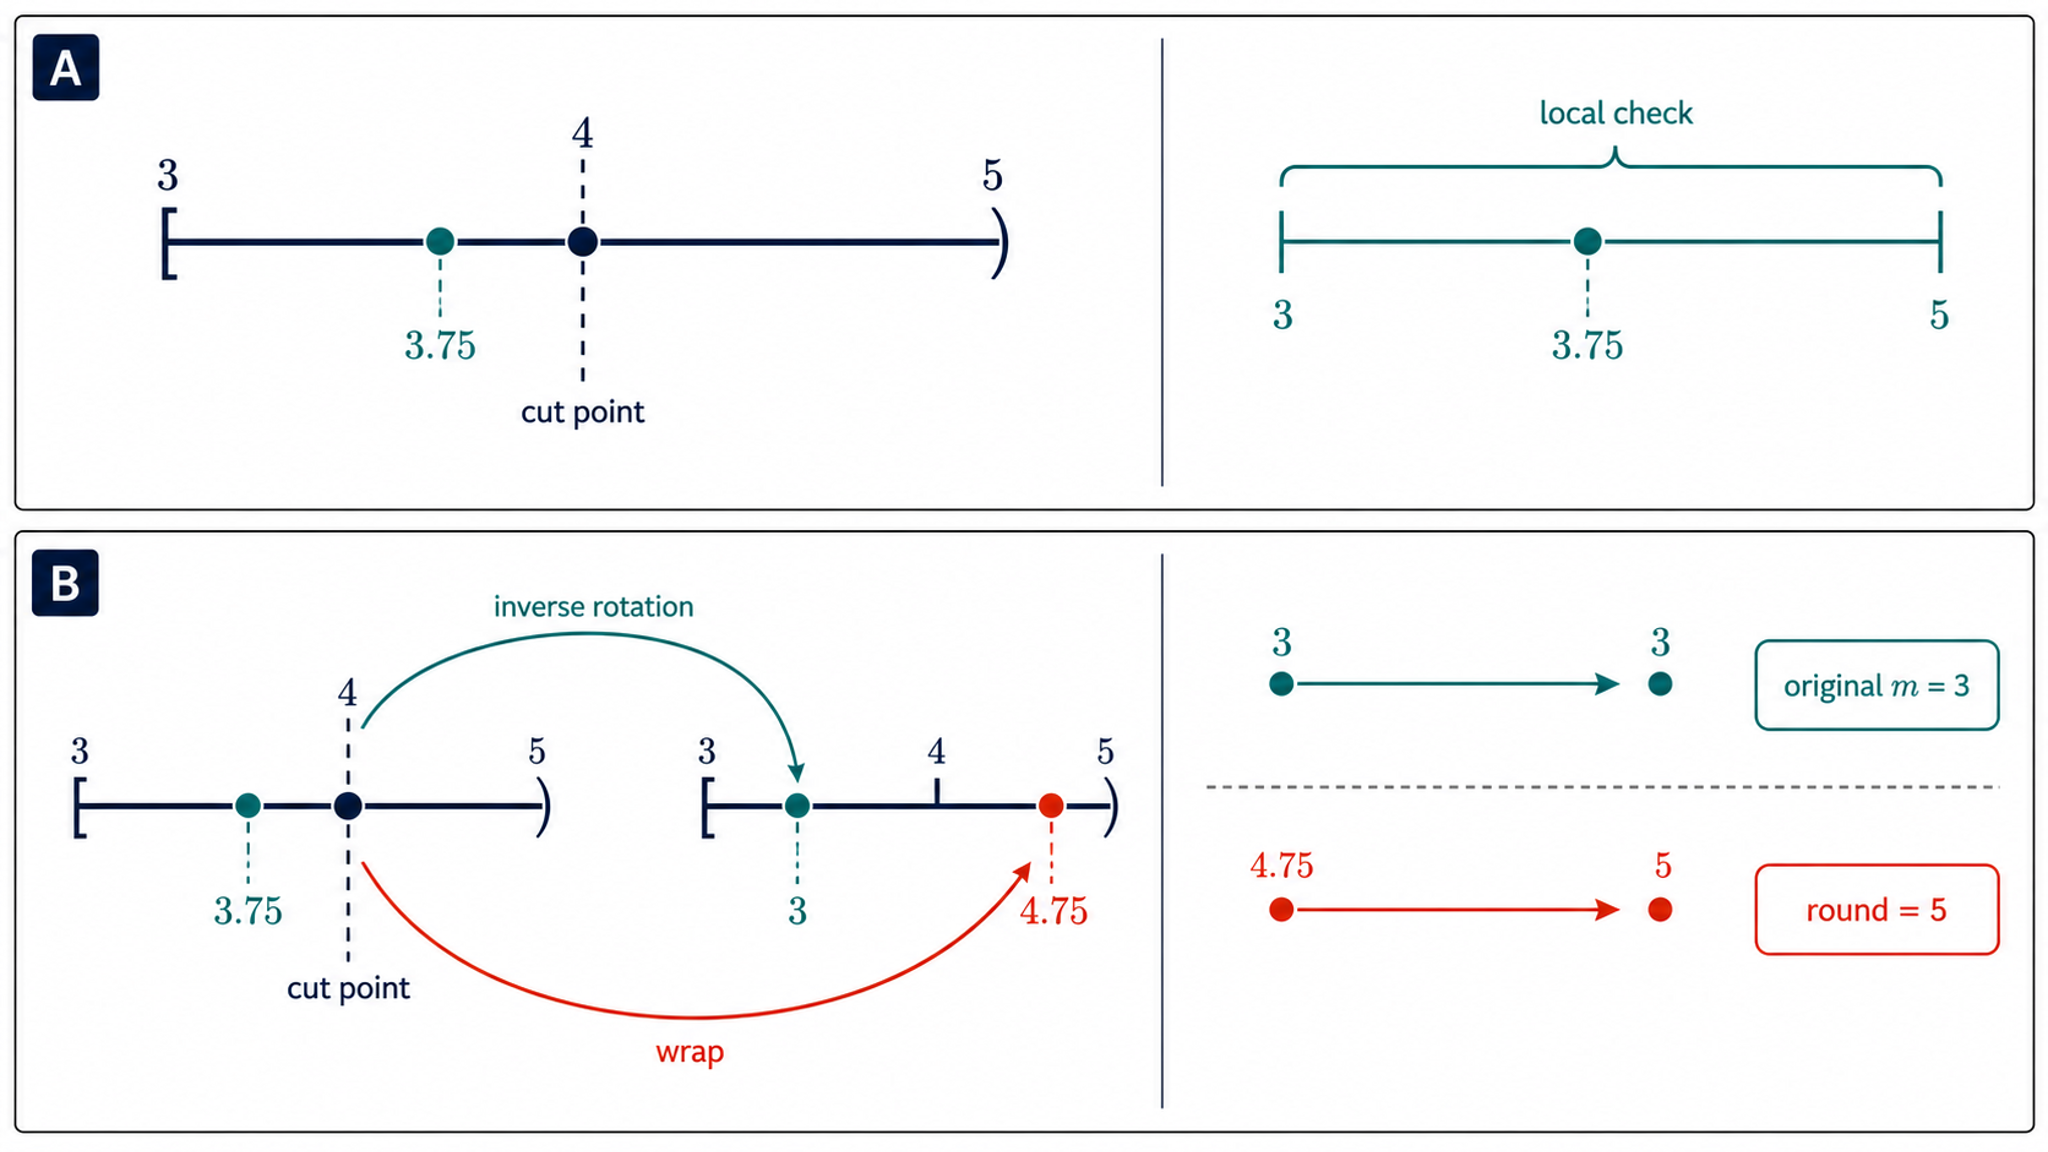 A
3
4
5
3.75
cut point
local check
3
3.75
5
B
inverse rotation
4
3
5
3.75
cut point
3
4
5
3
4.75
wrap
3
3
original m = 3
4.75
5
round = 5